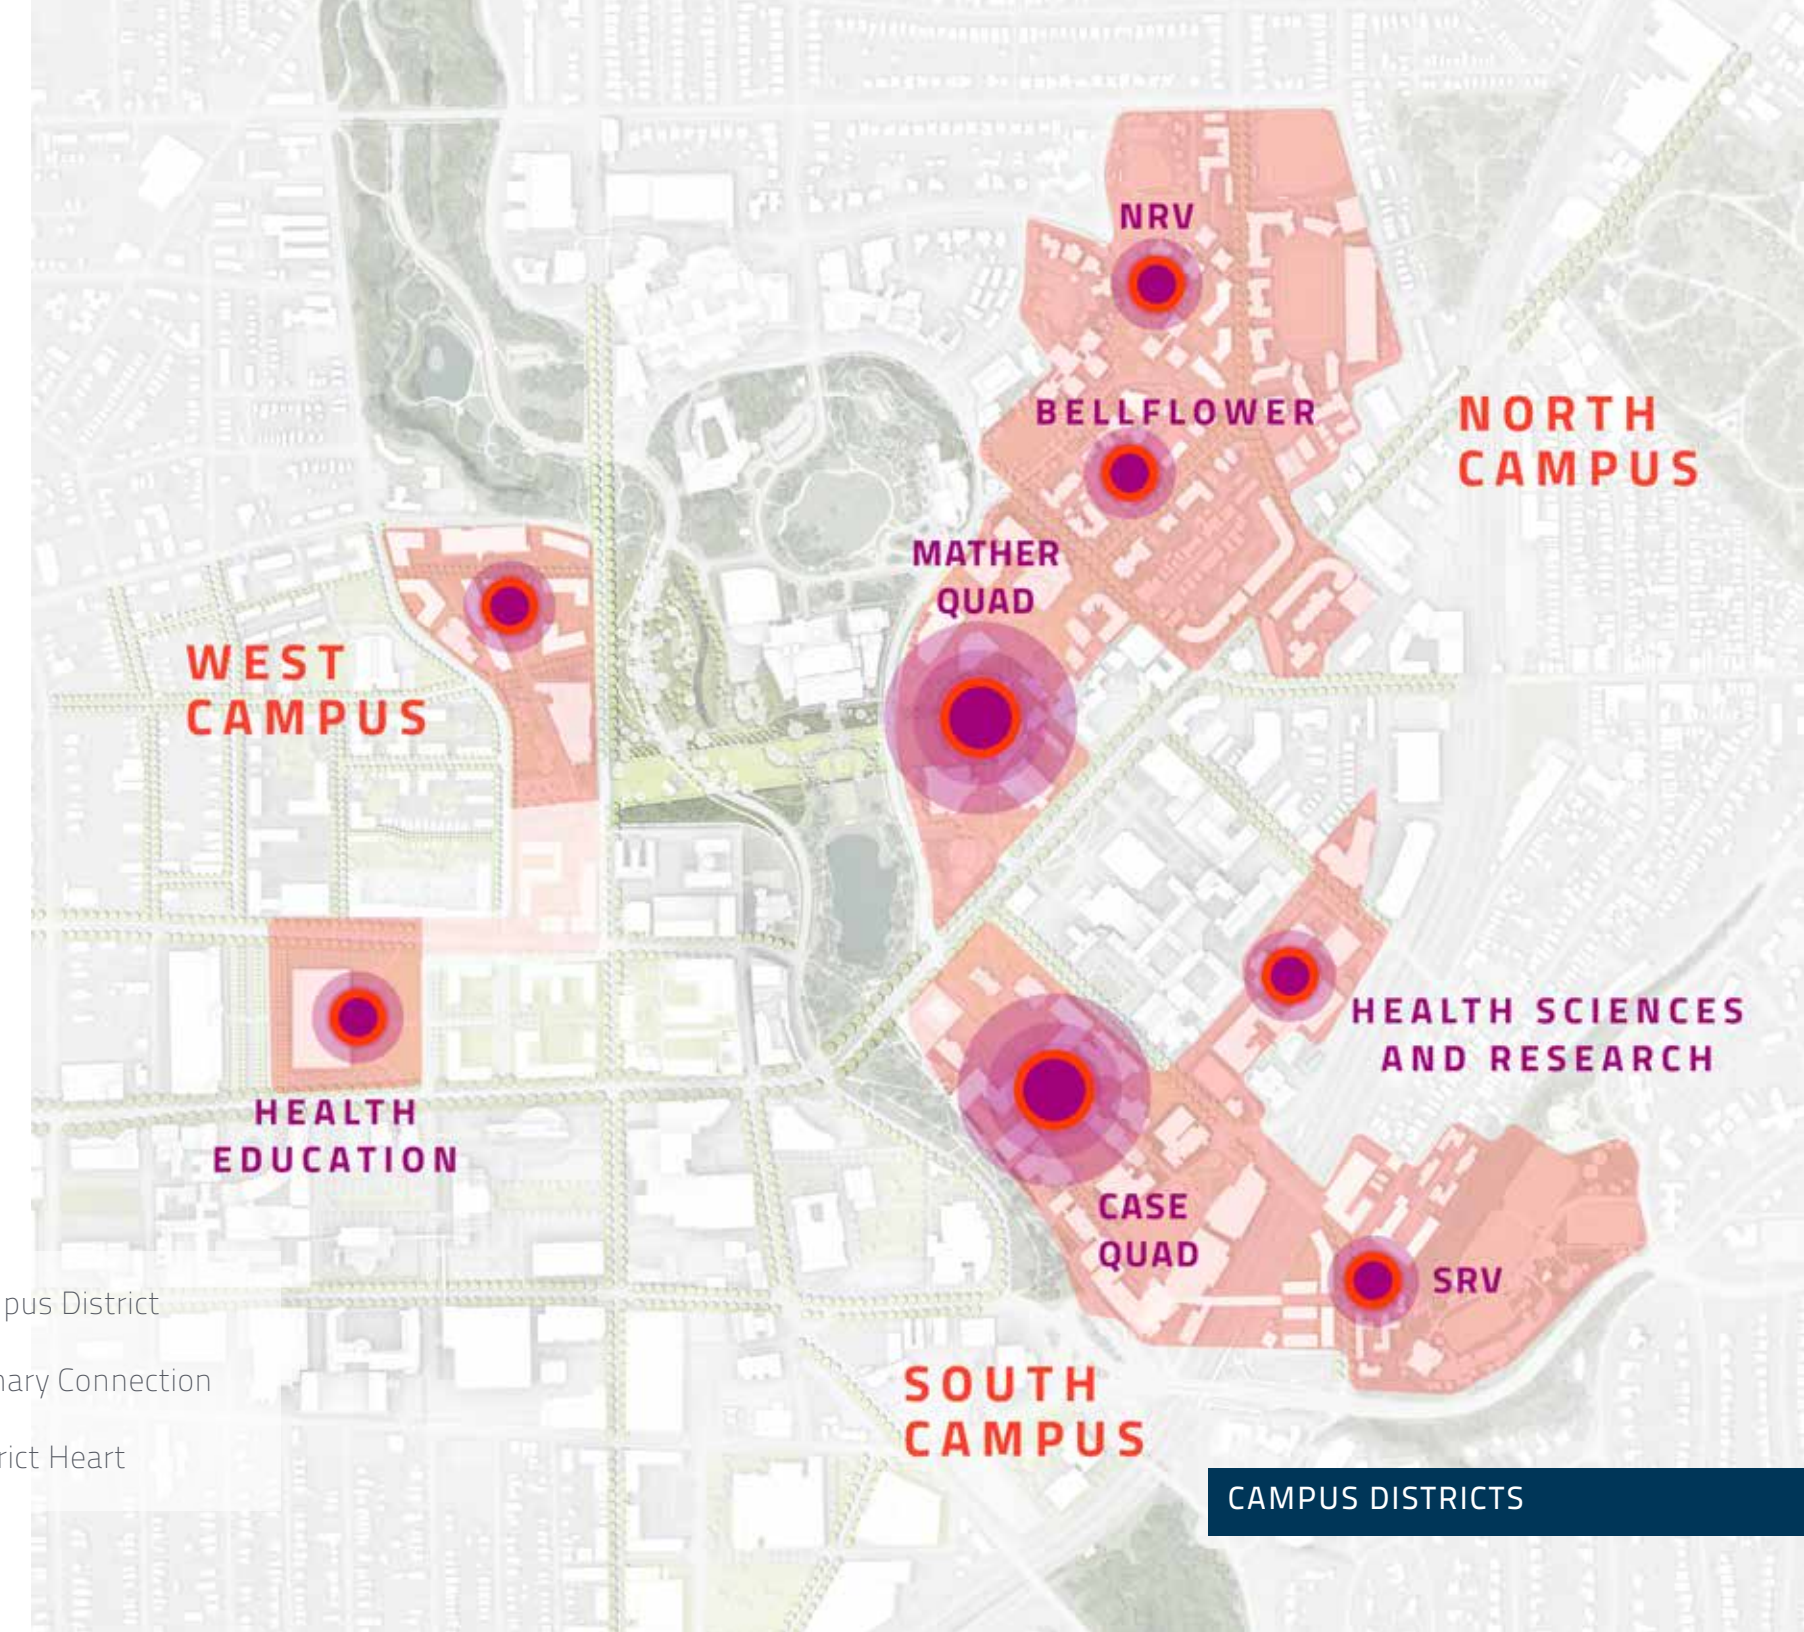 NRV
BELLFLOWER
NORTH
CAMPUS
MATHER
QUAD
WEST
CAMPUS
HEALTH SCIENCES
AND RESEARCH
HEALTH
EDUCATION
CASE
QUAD
SRV
SOUTH
CAMPUS
pus District
nary Connection
rict Heart
CAMPUS DISTRICTS